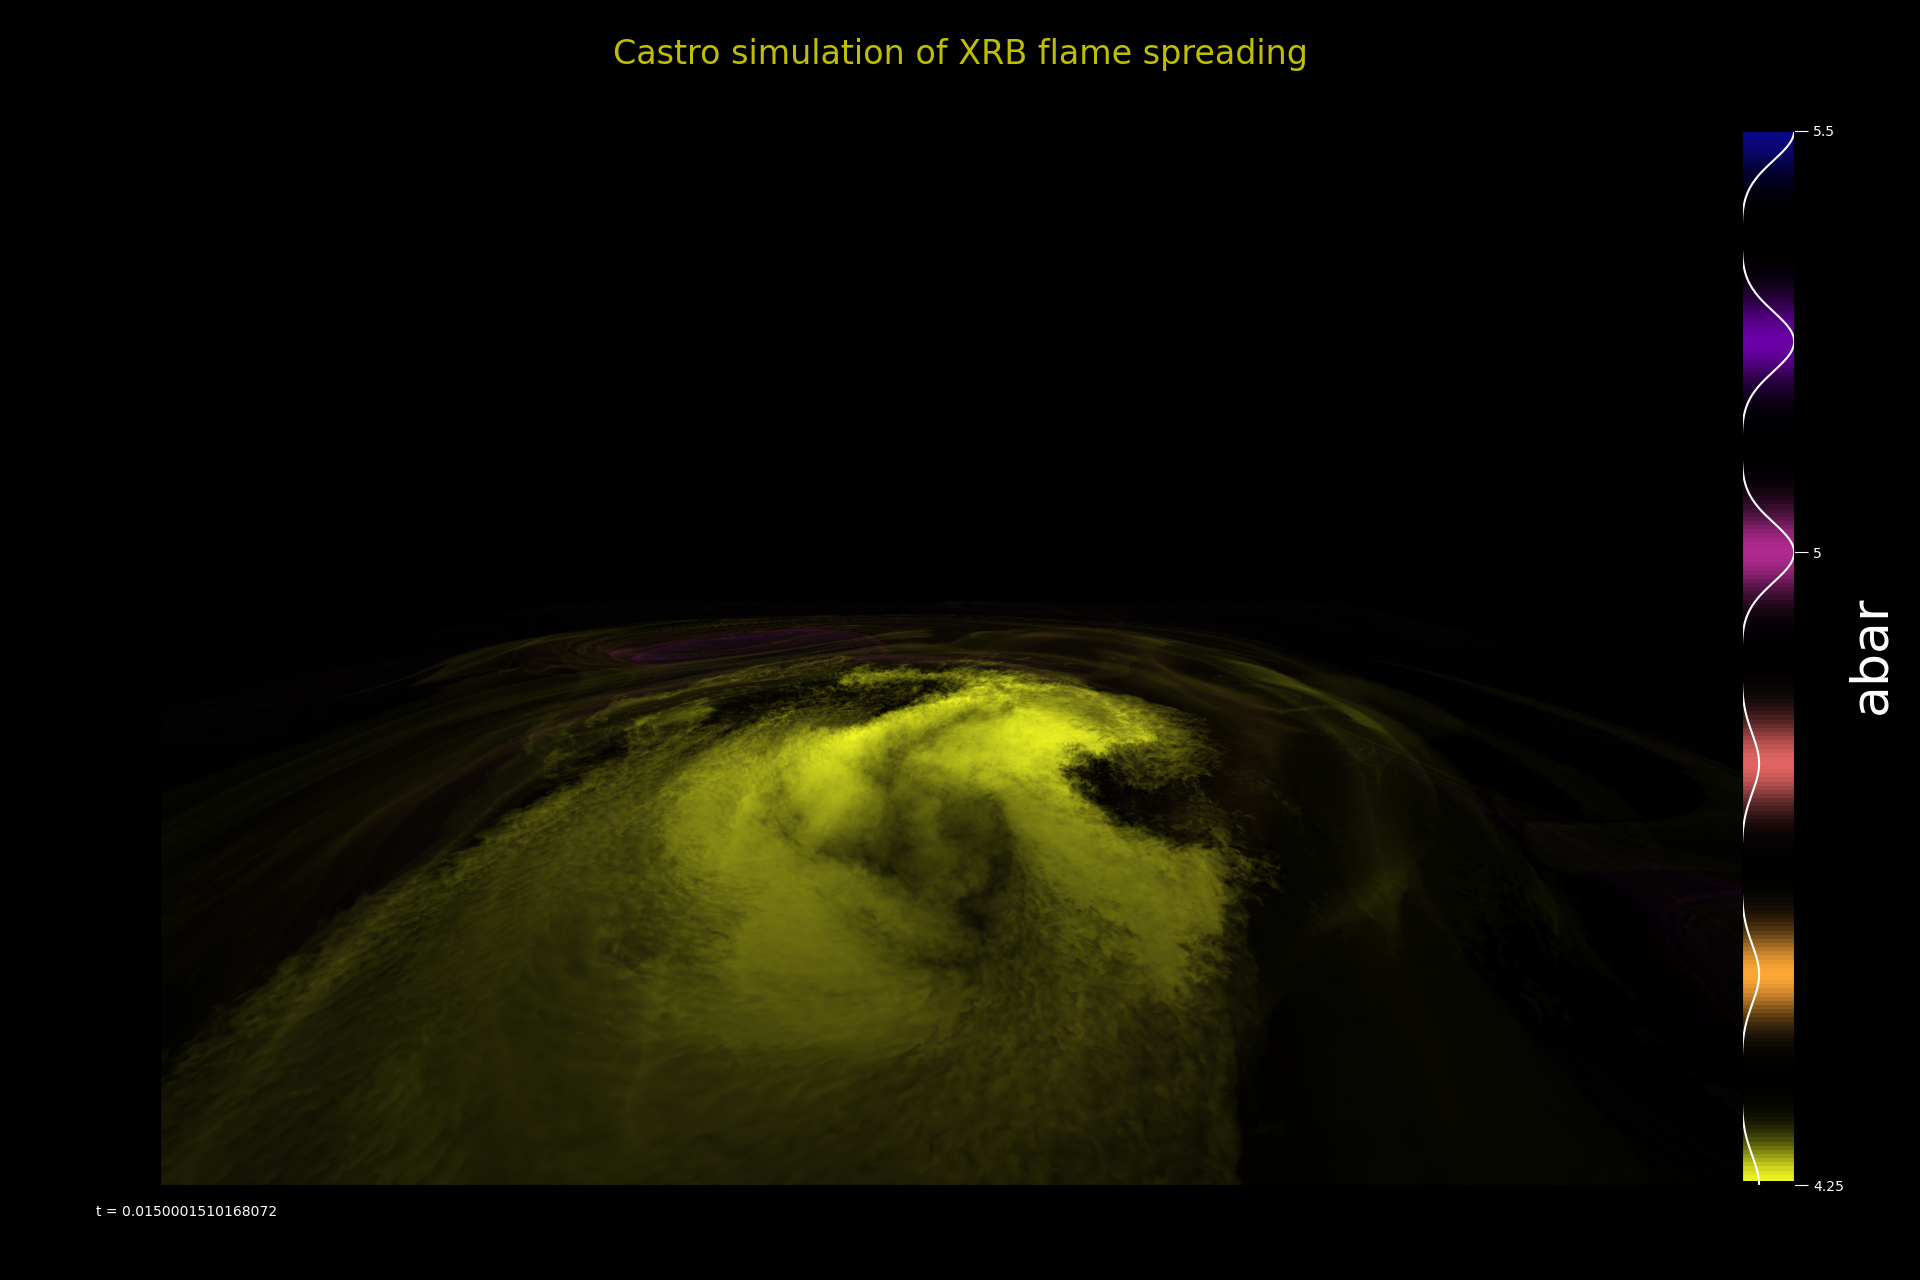 Castro simulation of XRB flame spreading
5.5
5
abar
4.25
t = 0.0150001510168072